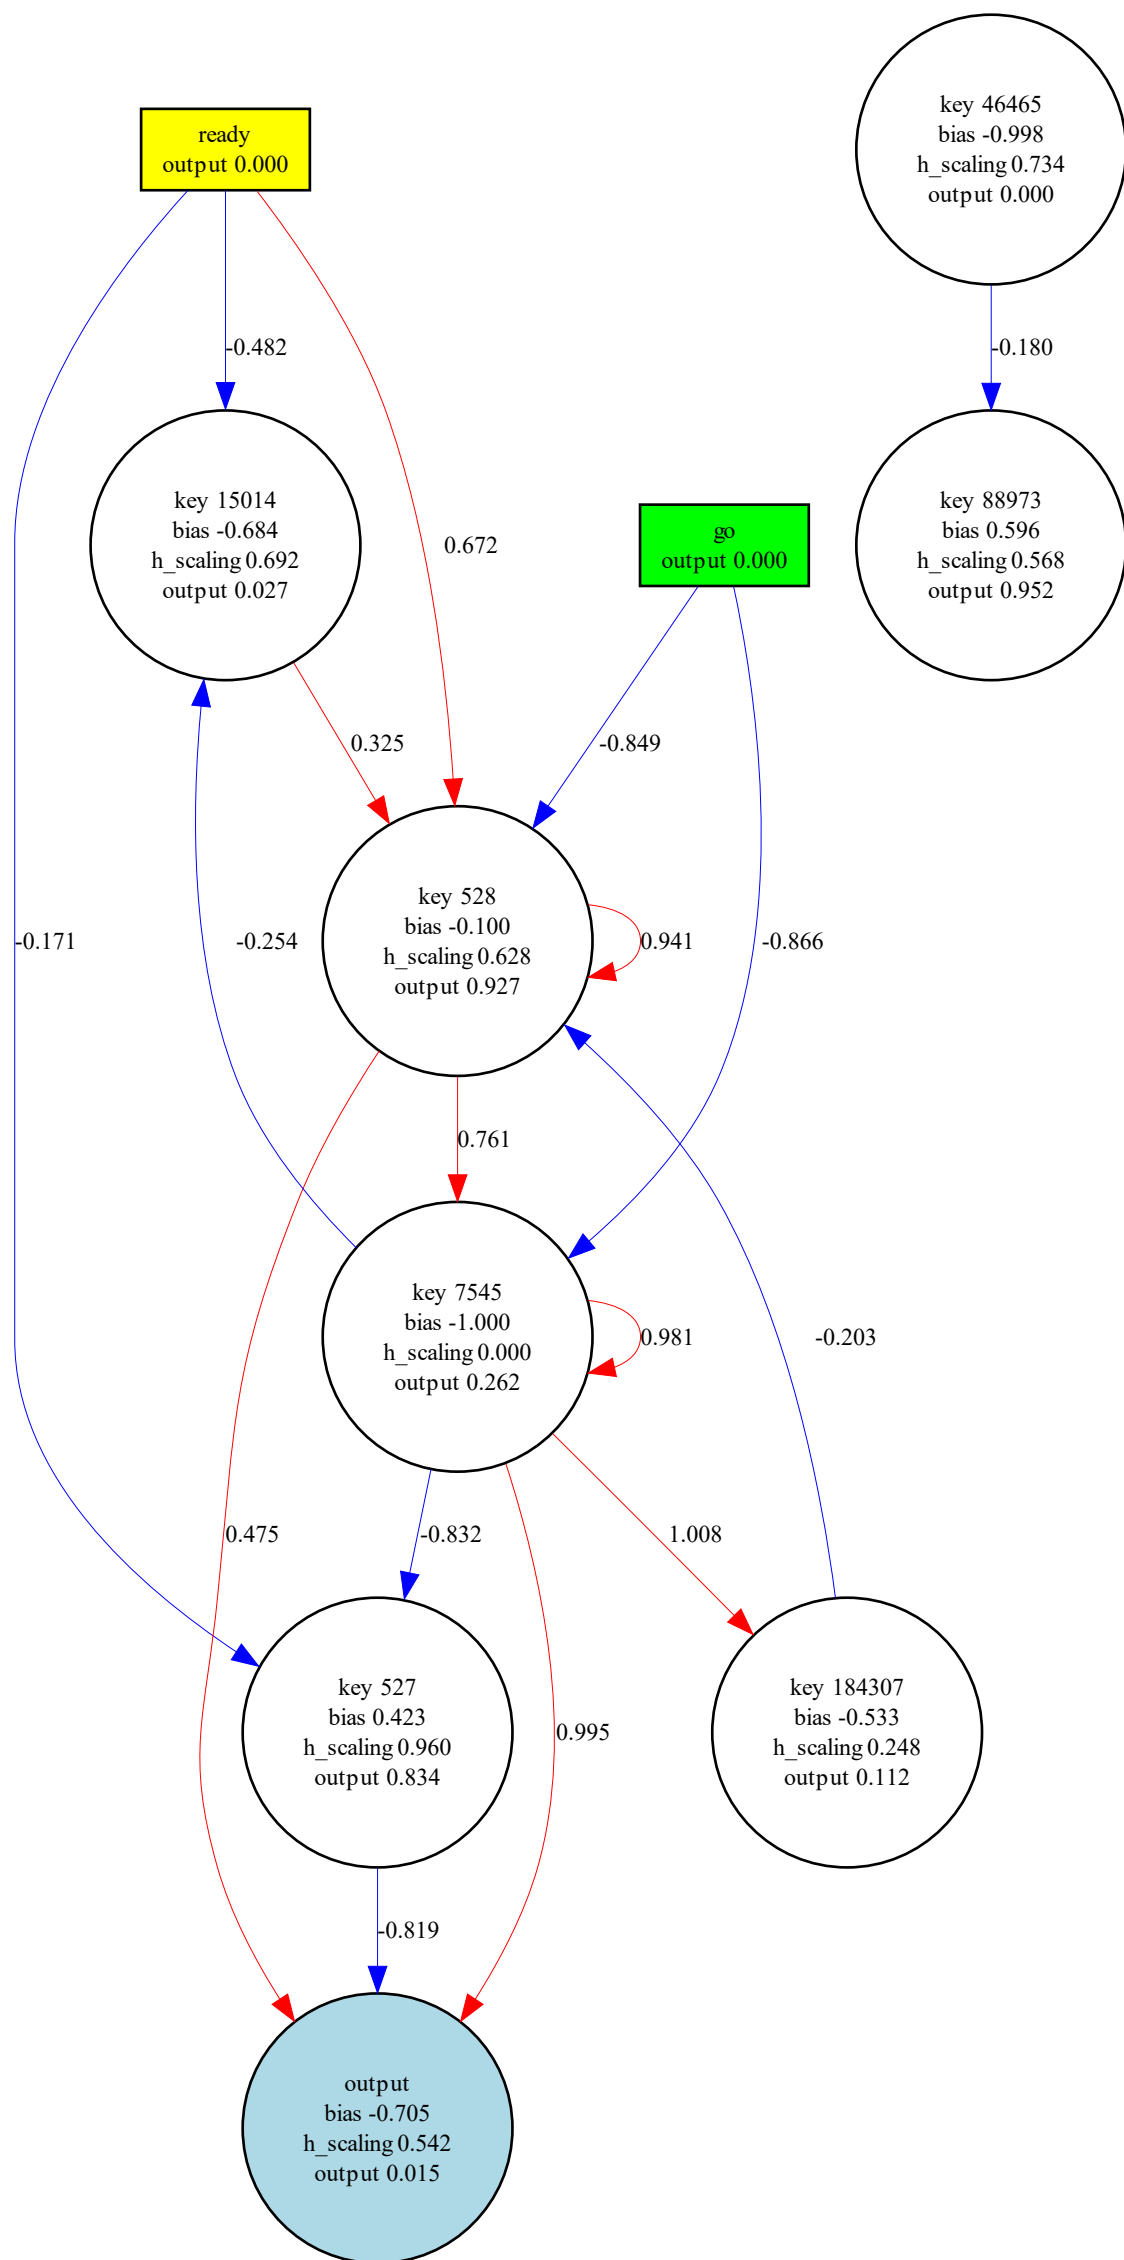 key 46465
bias -0.998
h_scaling 0.734
output 0.000
ready
output 0.000
-0.482
-0.180
key 15014
bias -0.684
h_scaling 0.692
output 0.027
0.672
go
output 0.000
key 88973
bias 0.596
h_scaling 0.568
output 0.952
0.325
-0.849
-0.171
-0.254
key 528
bias -0.100
h_scaling 0.628
output 0.927
0.941
-0.866
0.761
key 7545
bias -1.000
h_scaling 0.000
output 0.262
0.981
-0.203
0.475
-0.832
1.008
key 527
bias 0.423
h_scaling 0.960
output 0.834
0.995
key 184307
bias -0.533
h_scaling 0.248
output 0.112
-0.819
output
bias -0.705
h_scaling 0.542
output 0.015